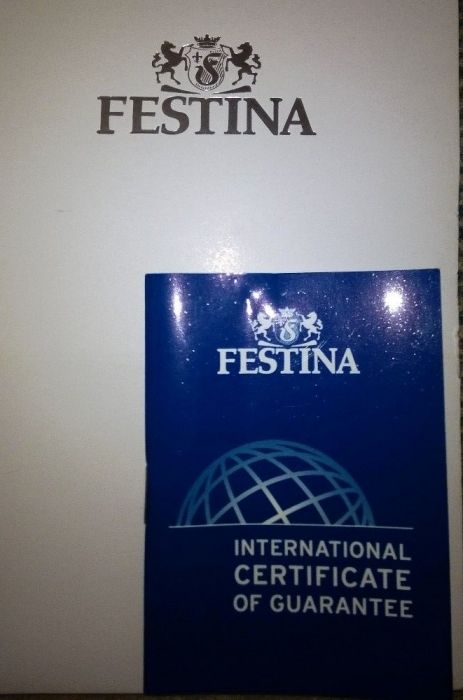 FESTINA
FESTINA
INTERNATIONAL
CERTIFICATE
OF GUARANTEE